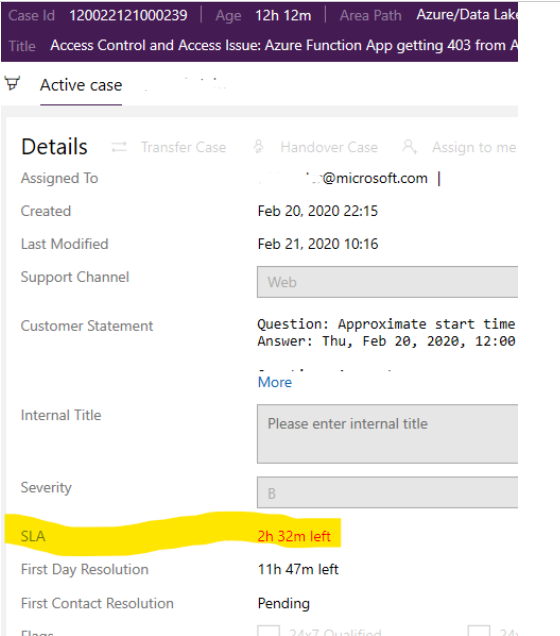 Case Id 120022121000239 | Age 12h 12m | Area Path Azure/Data Lake
Title Access Control and Access Issue: Azure Function App getting 403 from A
Active case
Details Transfer Case Handover Case Assign to me
Assigned To @microsoft.com |
Created Feb 20, 2020 22:15
Last Modified Feb 21, 2020 10:16
Support Channel Web
Customer Statement Question: Approximate start time
Answer: Thu, Feb 20, 2020, 12:00
More
Internal Title Please enter internal title
Severity B
SLA 2h 32m left
First Day Resolution 11h 47m left
First Contact Resolution Pending
Flags 24x7 Qualified